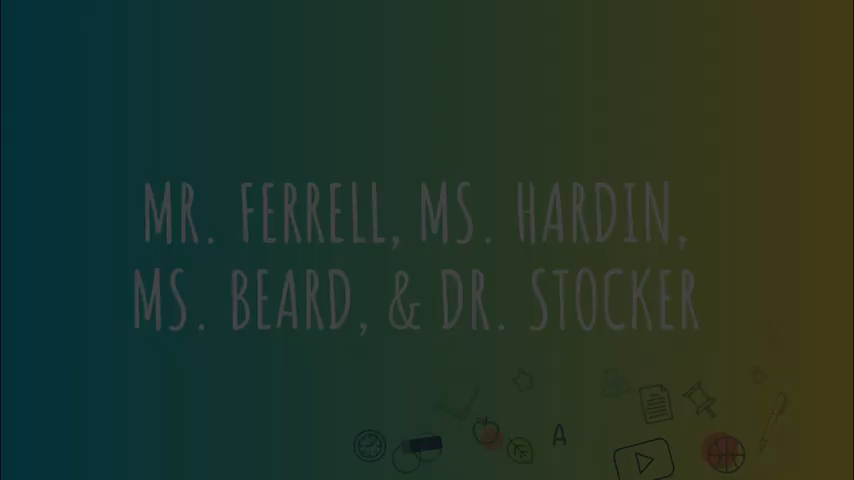 MR. FERRELL, MS. HARDIN,
MS. BEARD, & DR. STOCKER
A